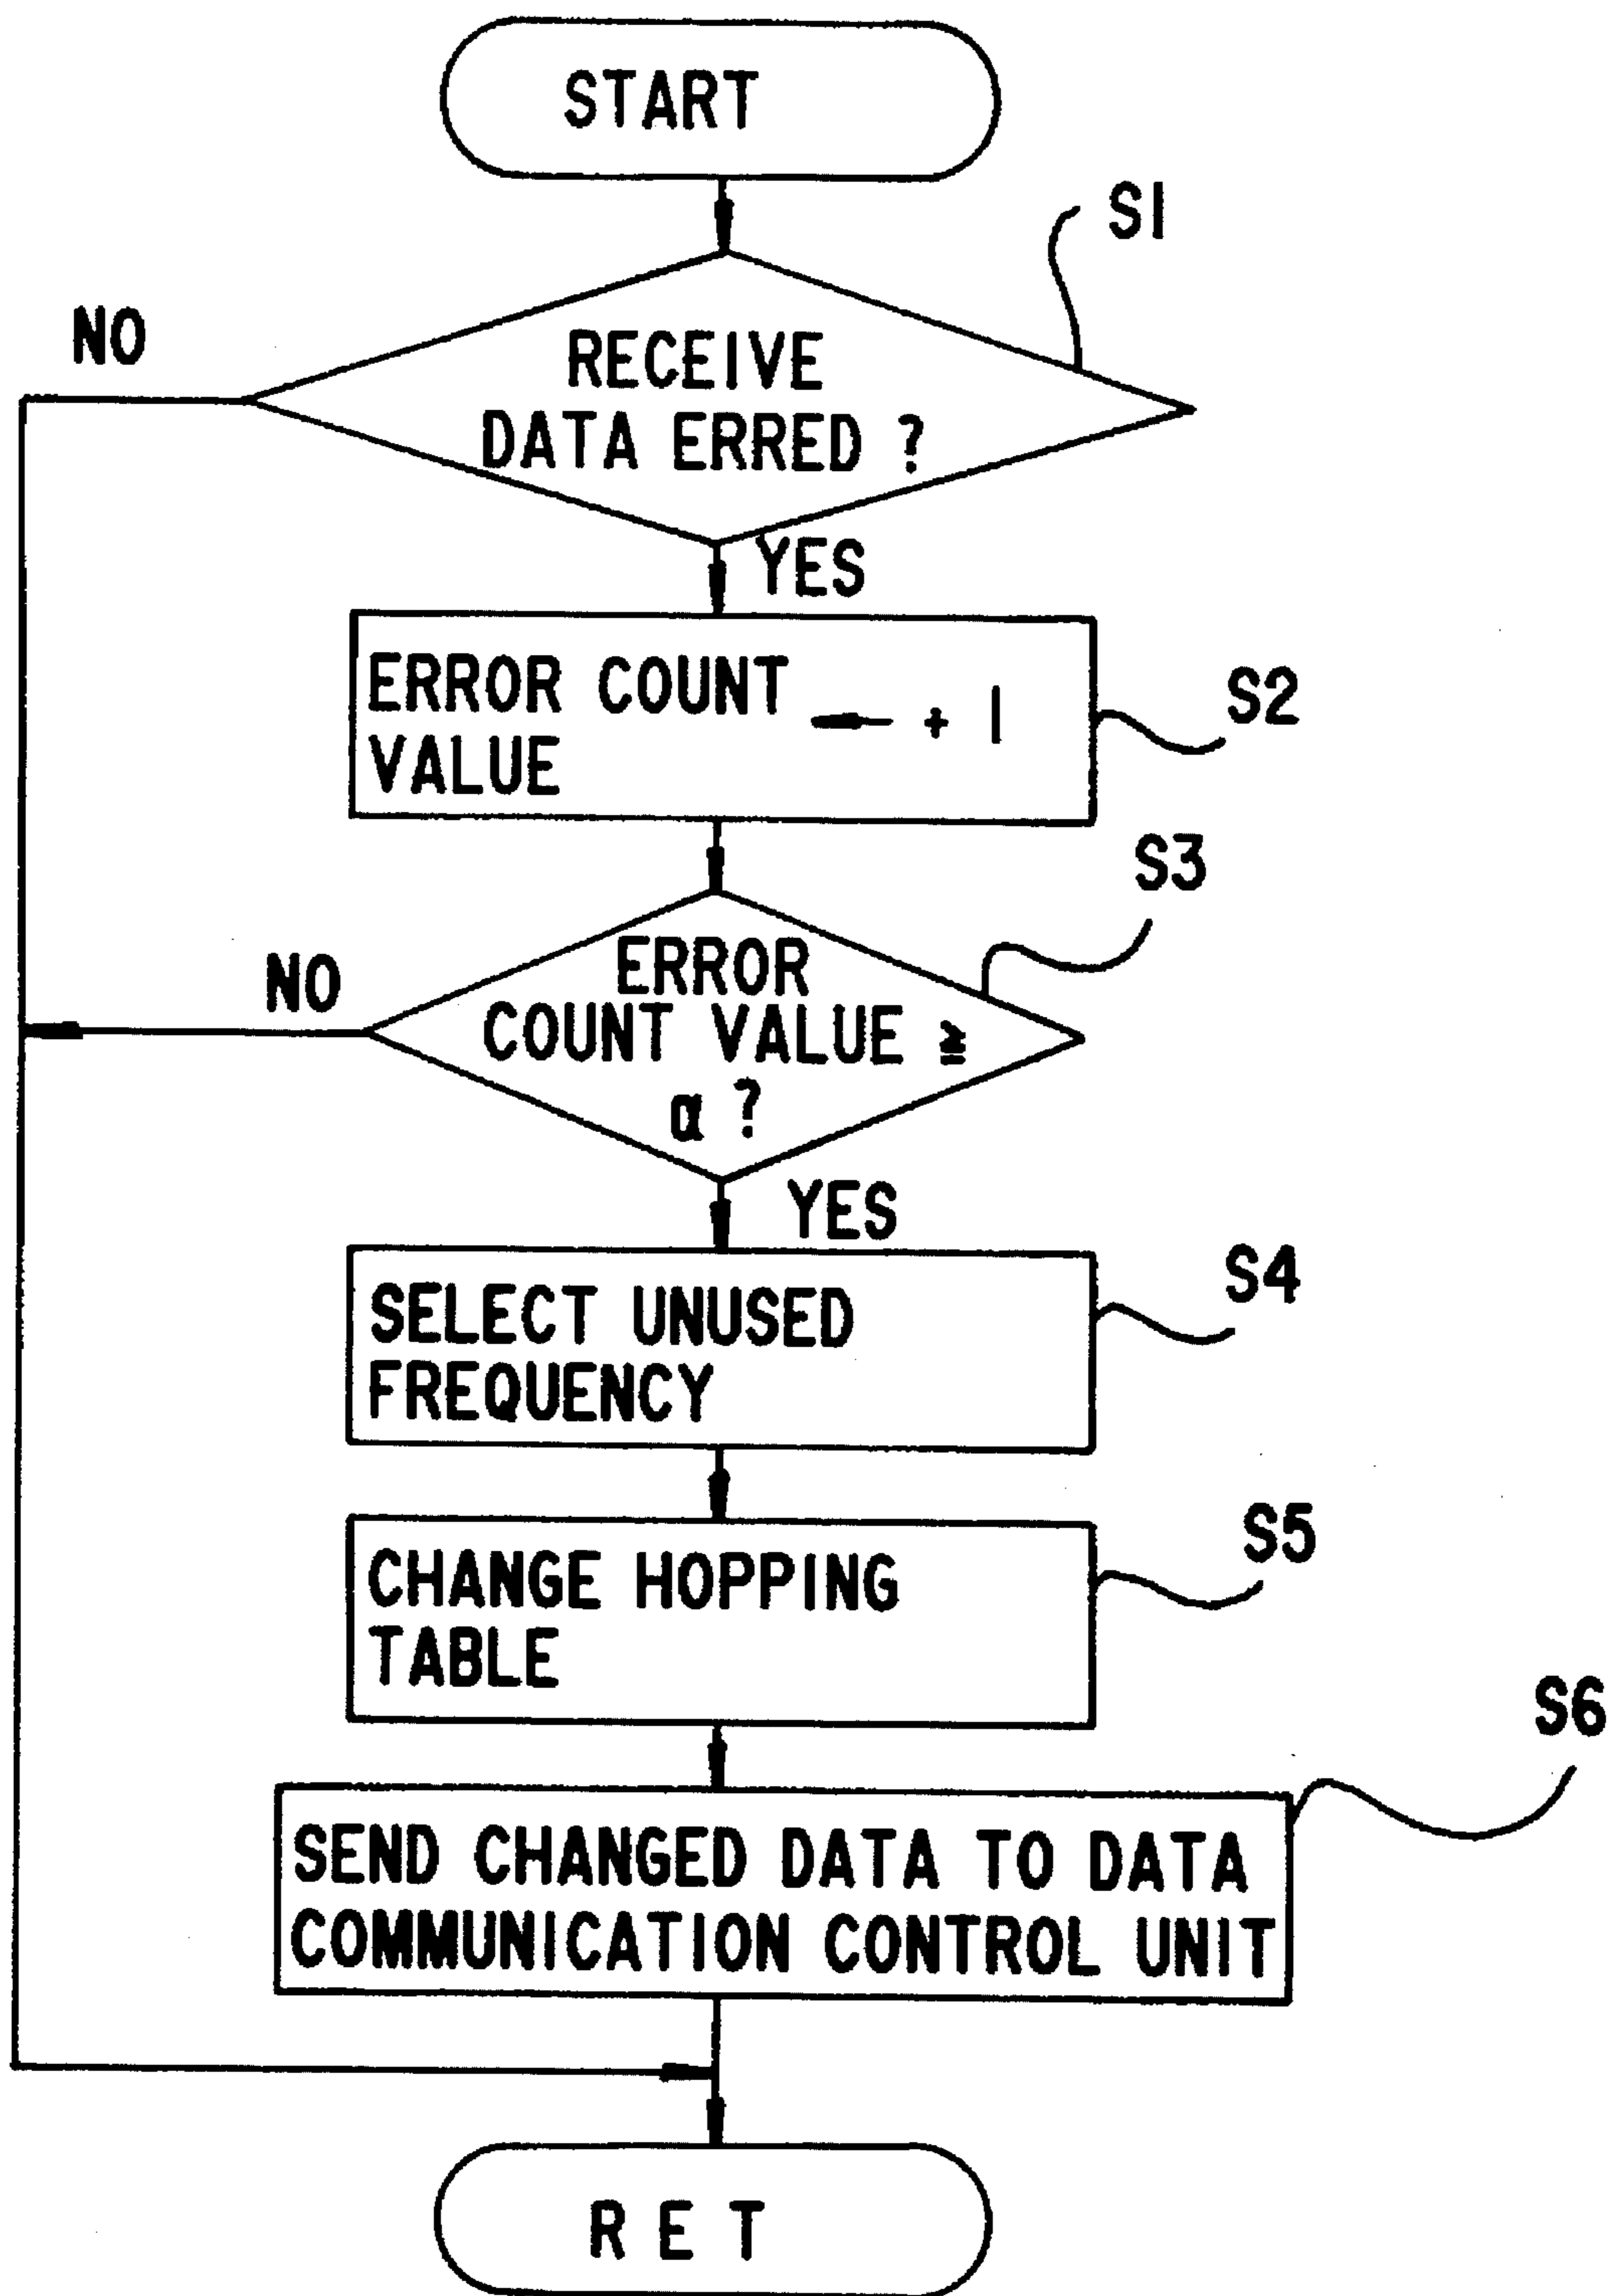 START
S1
NO
RECEIVE
DATA ERRED ?
YES
ERROR COUNT
VALUE ← + 1
S2
S3
NO
ERROR
COUNT VALUE ≧
α ?
YES
SELECT UNUSED
FREQUENCY
S4
CHANGE HOPPING
TABLE
S5
S6
SEND CHANGED DATA TO DATA
COMMUNICATION CONTROL UNIT
RET